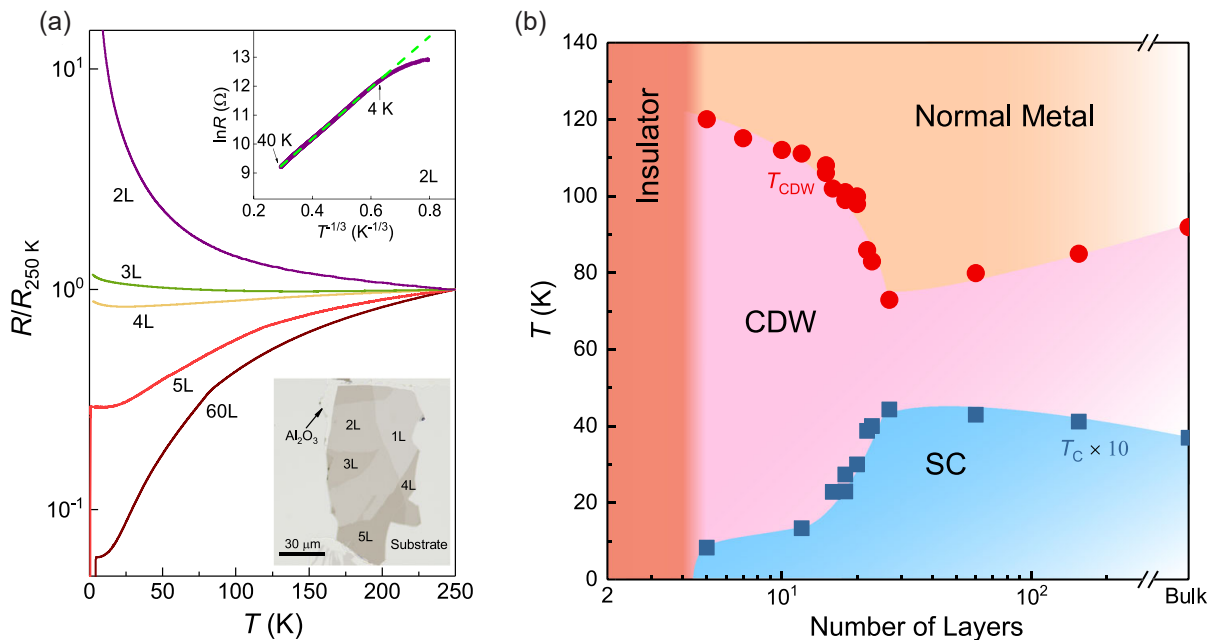 (a)
10¹
10⁰
10⁻¹
R/R₂₅₀ K
0
50
100
150
200
250
T (K)
2L
3L
4L
5L
60L
13
12
11
10
9
lnR (Ω)
40 K
4 K
2L
0.2
0.4
0.6
0.8
T⁻¹/³ (K⁻¹/³)
Al₂O₃
2L
1L
3L
4L
5L
Substrate
30 μm
(b)
140
120
100
80
60
40
20
0
T (K)
Insulator
Normal Metal
T_CDW
CDW
SC
T_C × 10
2
10¹
10²
Bulk
Number of Layers